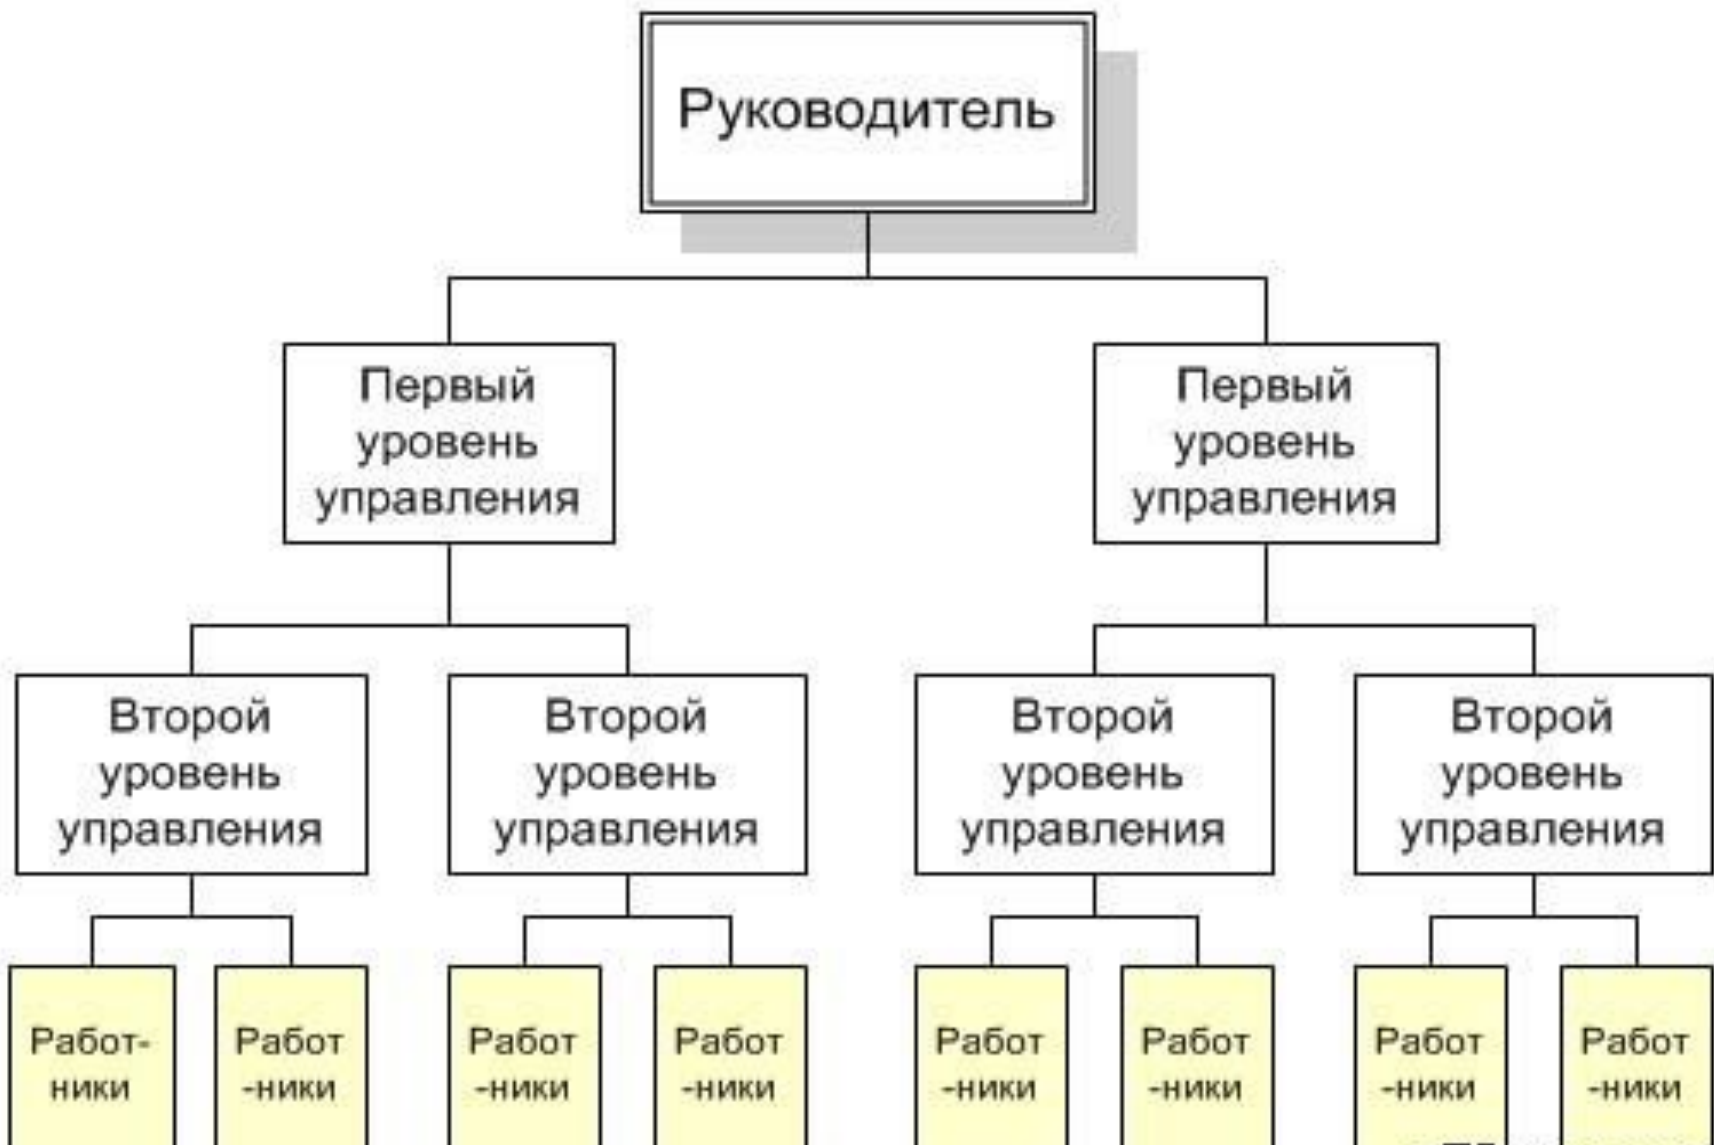 Руководитель
Первый
уровень
управления
Первый
уровень
управления
Второй
уровень
управления
Второй
уровень
управления
Второй
уровень
управления
Второй
уровень
управления
Работ-
ники
Работ
-ники
Работ
-ники
Работ
-ники
Работ
-ники
Работ
-ники
Работ
-ники
Работ
-ники